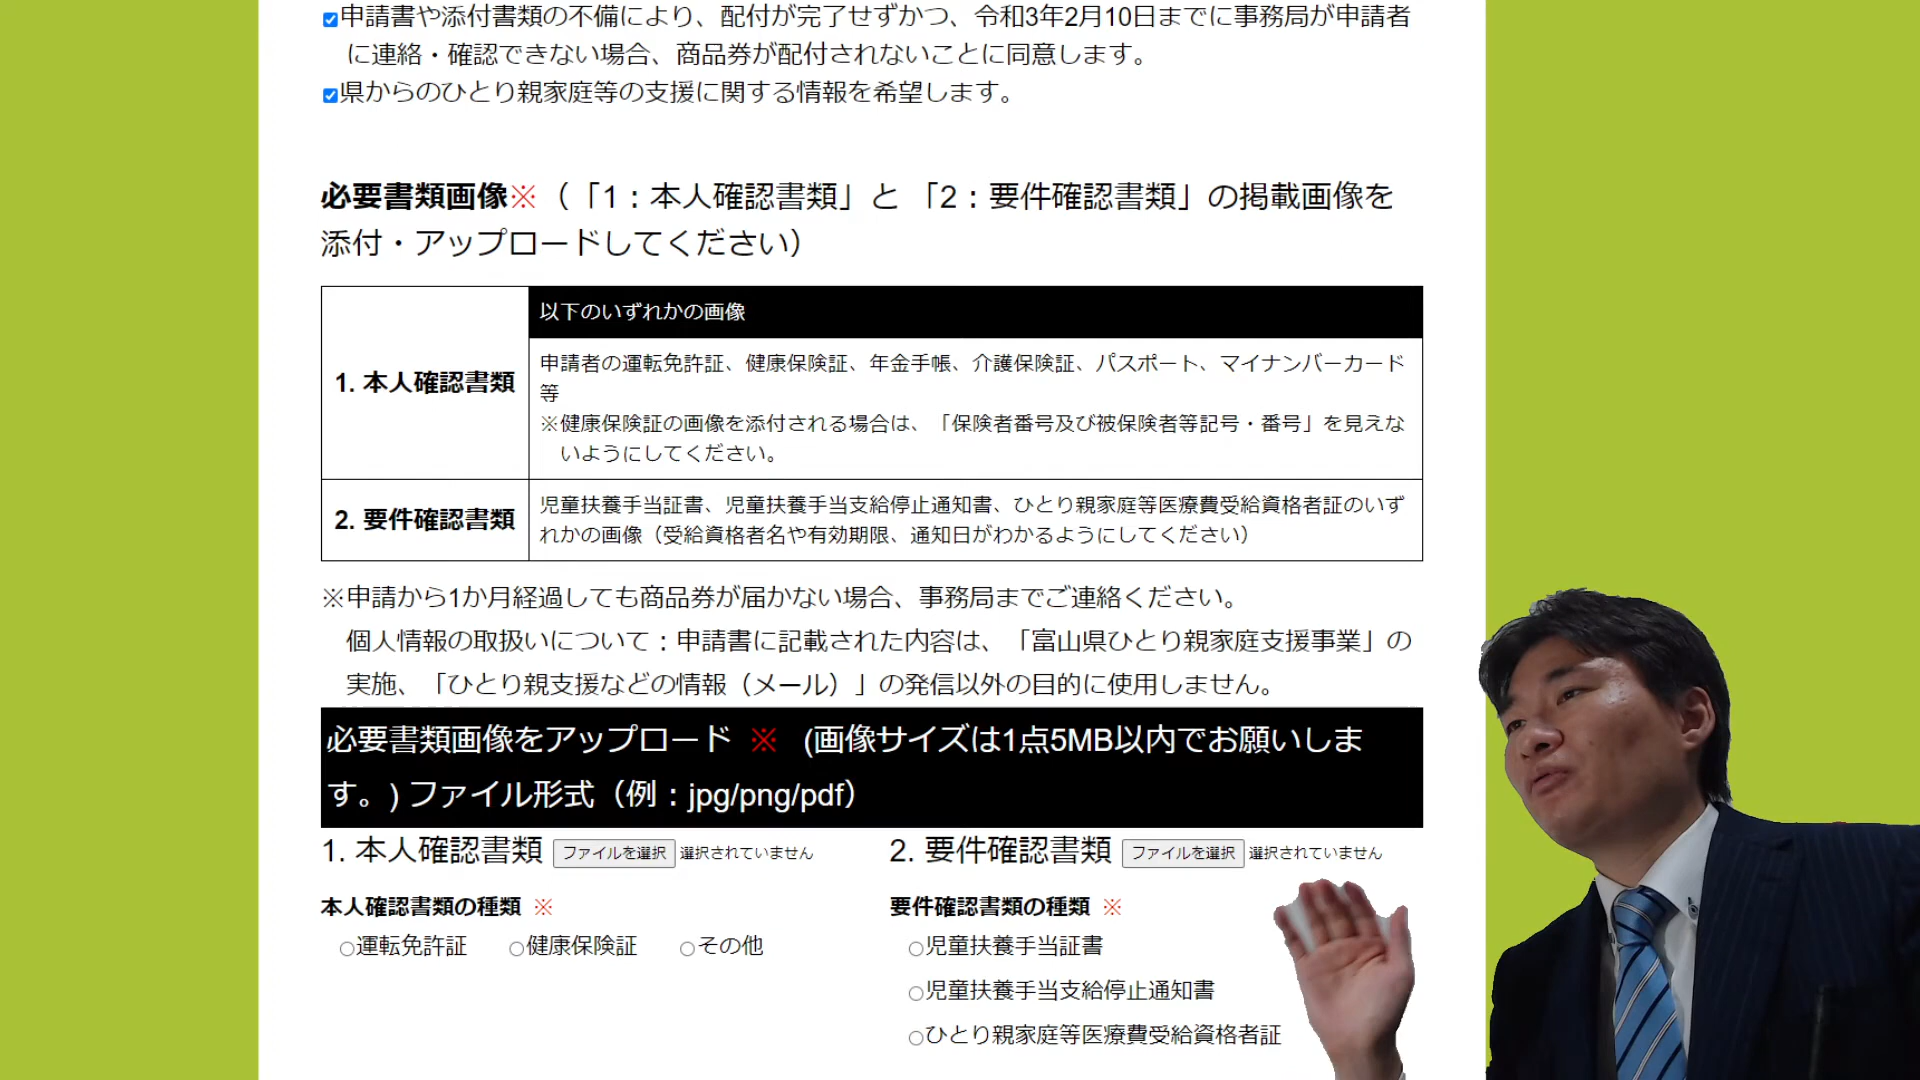 申請書や添付書類の不備により、配付が完了せずかつ、令和3年2月10日までに事務局が申請者
に連絡・確認できない場合、商品券が配付されないことに同意します。
県からのひとり親家庭等の支援に関する情報を希望します。
必要書類画像※（「1：本人確認書類」と「2：要件確認書類」の掲載画像を
添付・アップロードしてください）
以下のいずれかの画像
1. 本人確認書類
申請者の運転免許証、健康保険証、年金手帳、介護保険証、パスポート、マイナンバーカード
等
※健康保険証の画像を添付される場合は、「保険者番号及び被保険者等記号・番号」を見えな
いようにしてください。
2. 要件確認書類
児童扶養手当証書、児童扶養手当支給停止通知書、ひとり親家庭等医療費受給資格者証のいず
れかの画像（受給資格者名や有効期限、通知日がわかるようにしてください）
※申請から1か月経過しても商品券が届かない場合、事務局までご連絡ください。
個人情報の取扱いについて：申請書に記載された内容は、「富山県ひとり親家庭支援事業」の
実施、「ひとり親支援などの情報（メール）」の発信以外の目的に使用しません。
必要書類画像をアップロード ※ (画像サイズは1点5MB以内でお願いしま
す。) ファイル形式（例：jpg/png/pdf）
1. 本人確認書類 ファイルを選択 選択されていません
2. 要件確認書類 ファイルを選択 選択されていません
本人確認書類の種類 ※
運転免許証 健康保険証 その他
要件確認書類の種類 ※
児童扶養手当証書
児童扶養手当支給停止通知書
ひとり親家庭等医療費受給資格者証